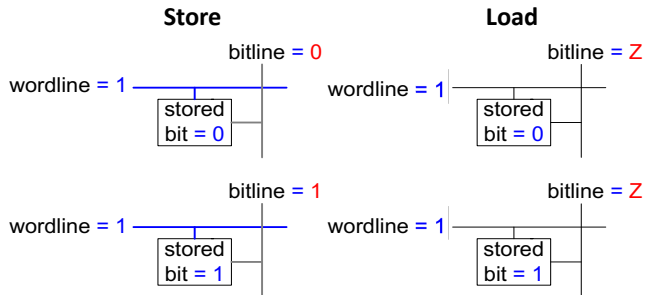 Store
Load
bitline = 0
bitline = Z
wordline = 1
wordline = 1
stored
bit = 0
stored
bit = 0
bitline = 1
bitline = Z
wordline = 1
wordline = 1
stored
bit = 1
stored
bit = 1